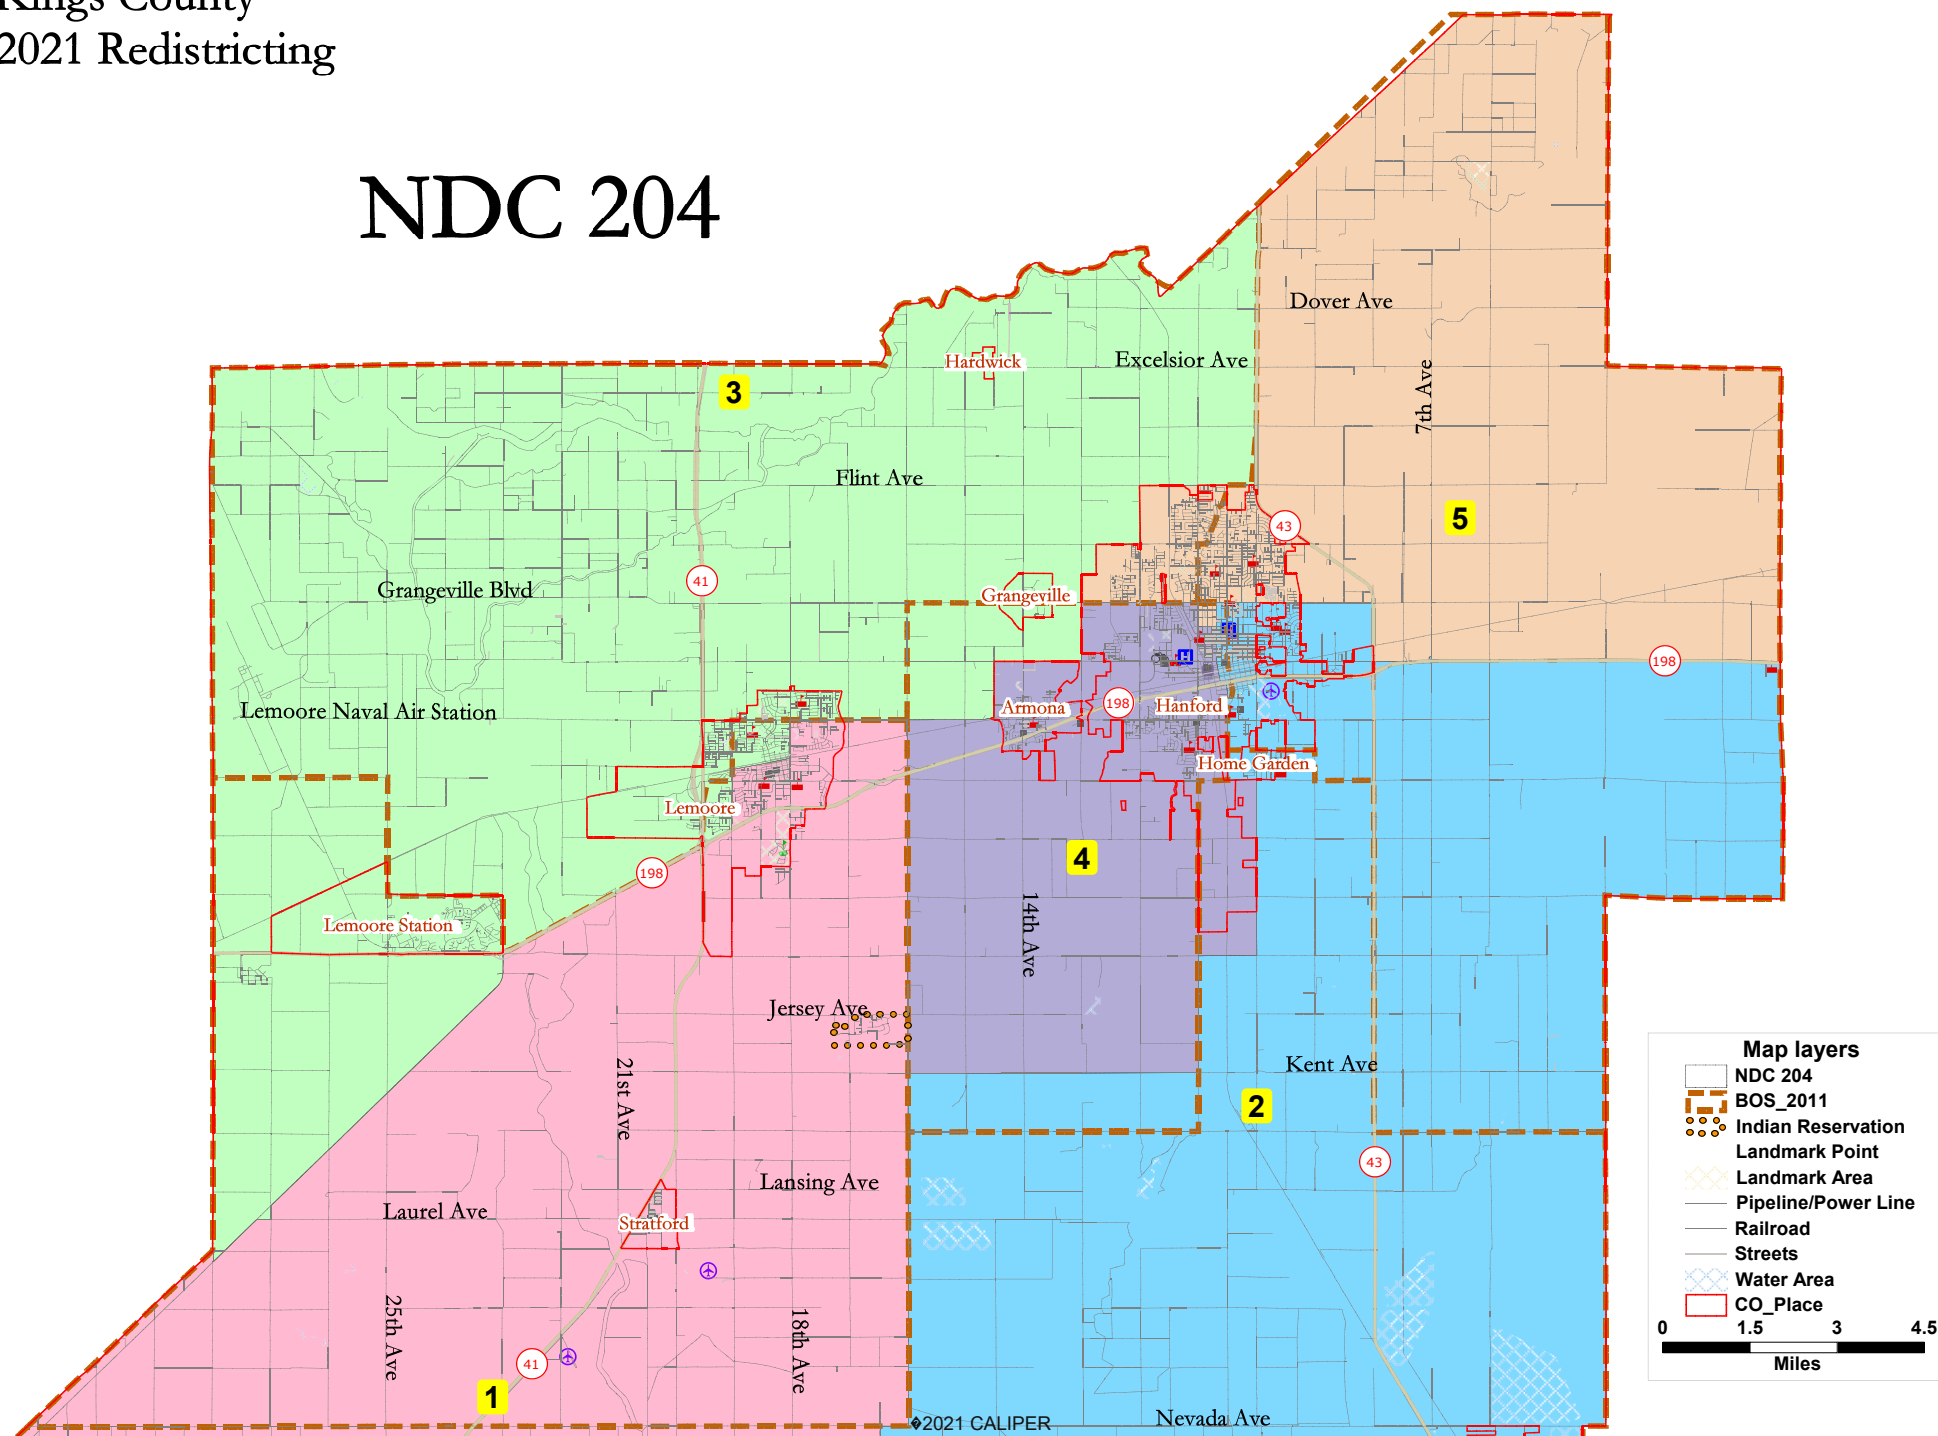 Kings County
2021 Redistricting
NDC 204
Dover Ave
Hardwick
Excelsior Ave
3
7th Ave
Flint Ave
5
43
41
Grangeville Blvd
Grangeville
H
198
Lemoore Naval Air Station
Armona
198
Hanford
Home Garden
Lemoore
4
198
Lemoore Station
14th Ave
Jersey Ave
21st Ave
Kent Ave
2
43
Lansing Ave
Laurel Ave
Stratford
25th Ave
18th Ave
41
1
�2021 CALIPER
Nevada Ave
Map layers
NDC 204
BOS_2011
Indian Reservation
Landmark Point
Landmark Area
Pipeline/Power Line
Railroad
Streets
Water Area
CO_Place
0 1.5 3 4.5
Miles